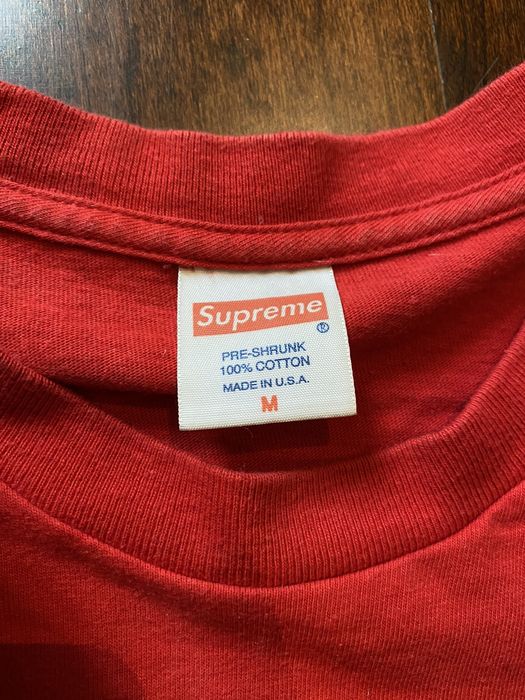 Supreme
®
PRE-SHRUNK
100% COTTON
MADE IN U.S.A.
M